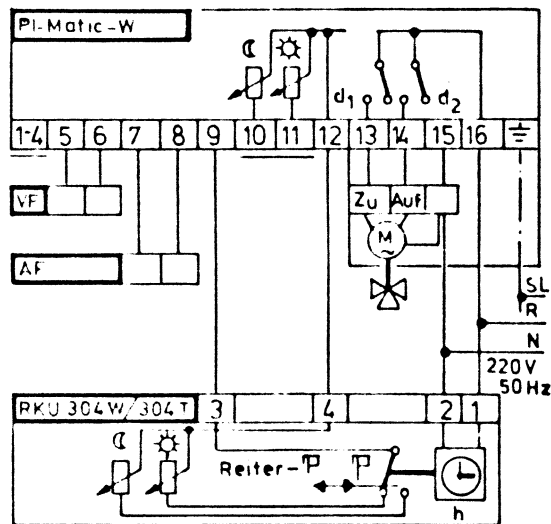 PI-Matic-W
d1 d2
1-4 5 6 7 8 9 10 11 12 13 14 15 16
VF
Zu Auf
M
~
AF
SL
R
N
220V
50Hz
RKU 304W/304T 3 4 2 1
Reiter-
h